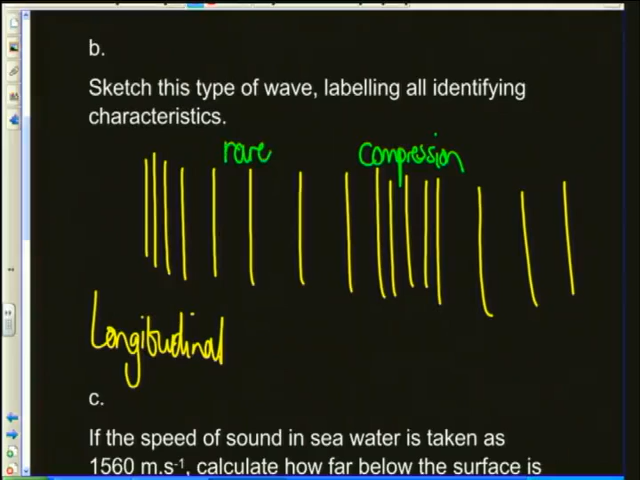 b.
Sketch this type of wave, labelling all identifying
characteristics.
rare compression
Longitudinal
c.
If the speed of sound in sea water is taken as
1560 m.s⁻¹, calculate how far below the surface is